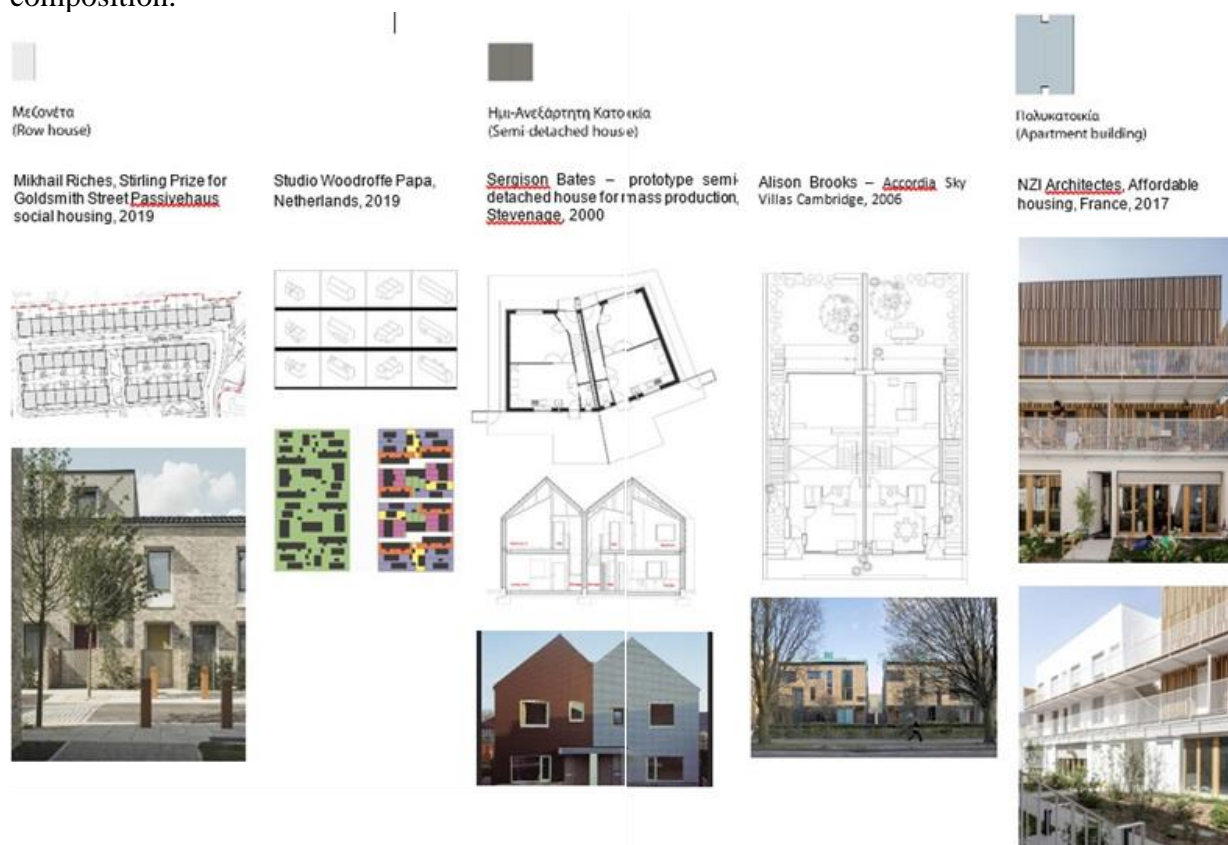 composition.
Μεζονέτα
(Row house)
Ημι-Ανεξάρτητη Κατοικία
(Semi-detached house)
Πολυκατοικία
(Apartment building)
Mikhail Riches, Stirling Prize for
Goldsmith Street Passivehaus
social housing, 2019
Studio Woodroffe Papa,
Netherlands, 2019
Sergison Bates – prototype semi-
detached house for mass production,
Stevenage, 2000
Alison Brooks – Accordia Sky
Villas Cambridge, 2006
NZI Architectes, Affordable
housing, France, 2017